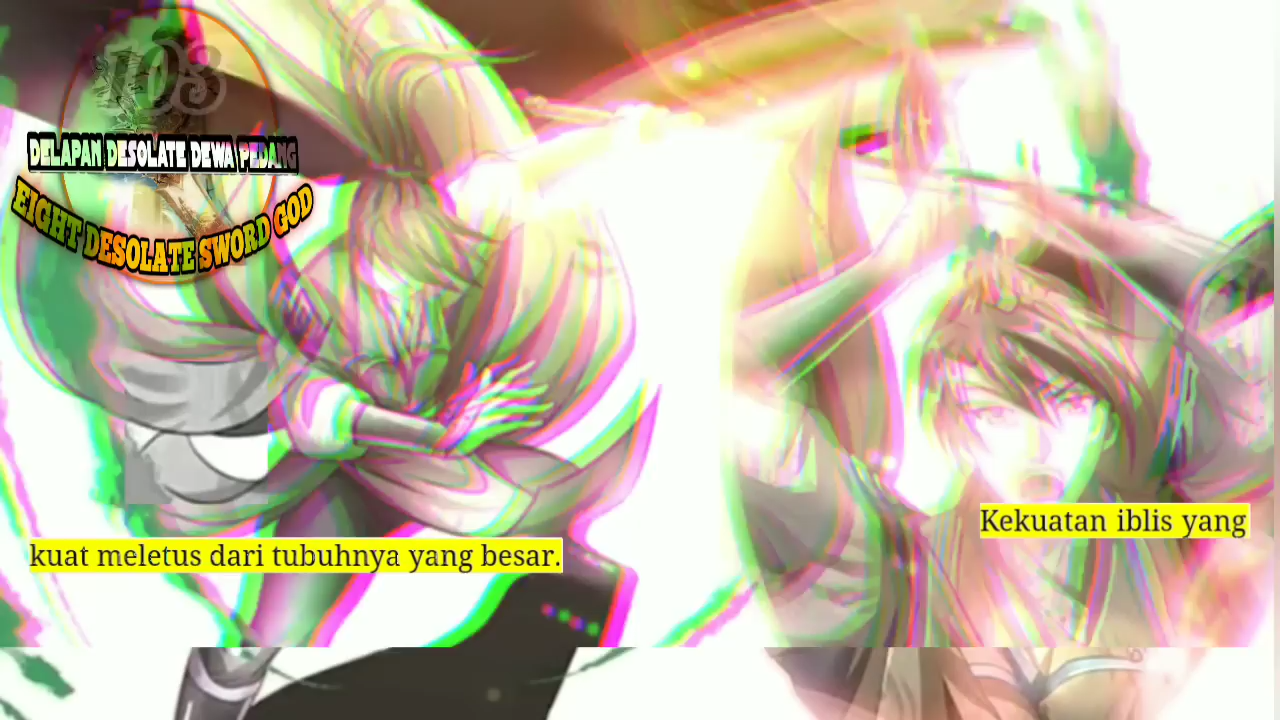 103
DELAPAN DESOLATE DEWA PEDANG
EIGHT DESOLATE SWORD GOD
Kekuatan iblis yang
kuat meletus dari tubuhnya yang besar.